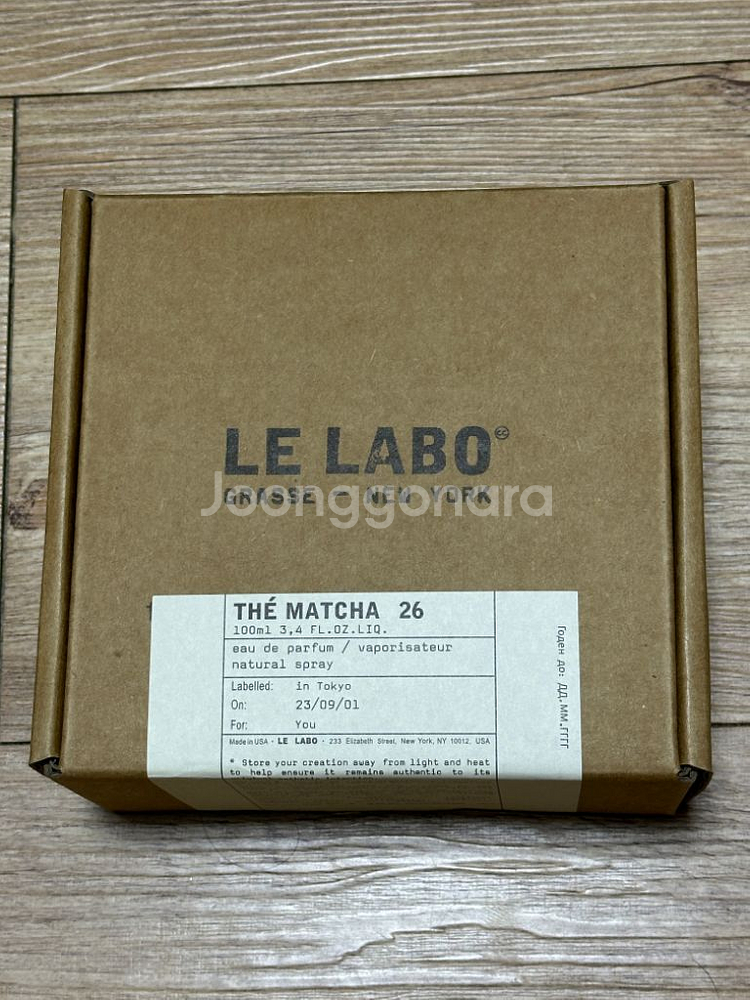 LE LABO
GRASSE — NEW YORK
Joonggonara
THÉ MATCHA 26
100ml 3,4 FL.OZ.LIQ.
eau de parfum / vaporisateur
natural spray
Labelled: in Tokyo
On: 23/09/01
For: You
Made in USA · LE LABO · 233 Elizabeth Street, New York, NY 10012, USA
* Store your creation away from light and heat
to help ensure it remains authentic to its
Годен до: ДД.ММ.ГГГГ